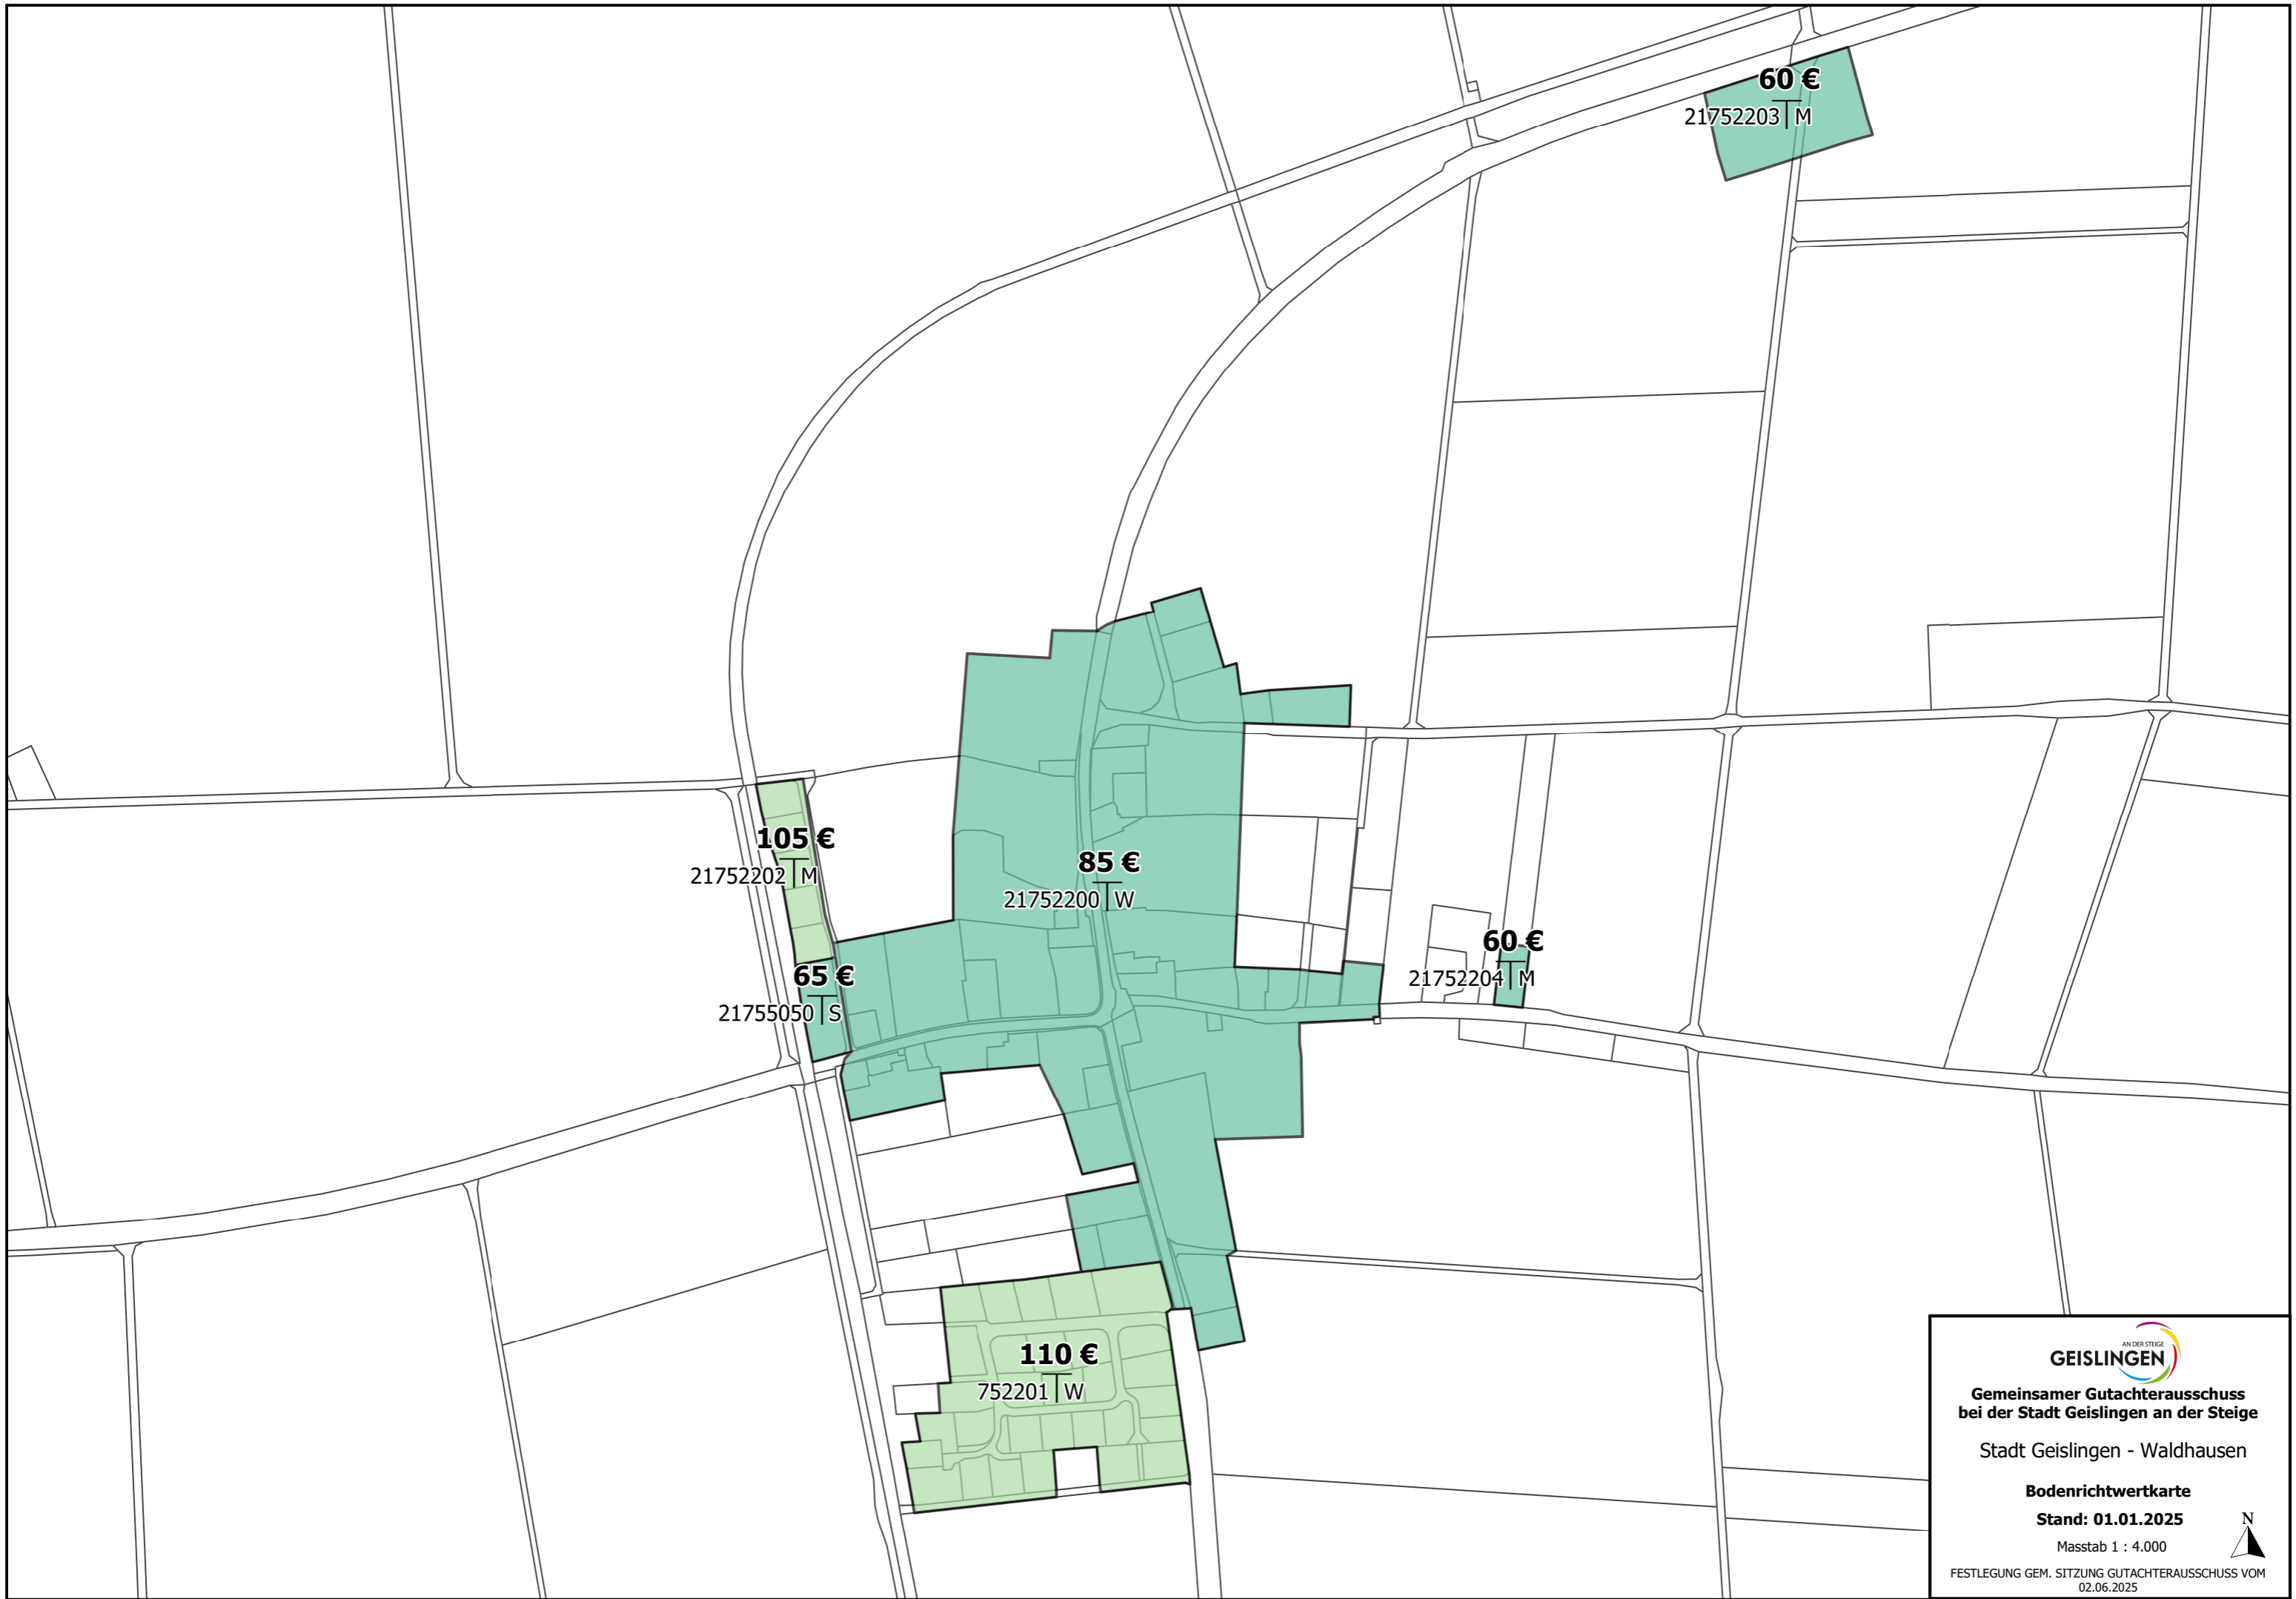 60 €
21752203 M
105 €
21752202 M
85 €
21752200 W
60 €
21752204 M
65 €
21755050 S
110 €
752201 W
AN DER STEIGE
GEISLINGEN
Gemeinsamer Gutachterausschuss
bei der Stadt Geislingen an der Steige
Stadt Geislingen - Waldhausen
Bodenrichtwertkarte
Stand: 01.01.2025
N
Masstab 1 : 4.000
FESTLEGUNG GEM. SITZUNG GUTACHTERAUSSCHUSS VOM
02.06.2025